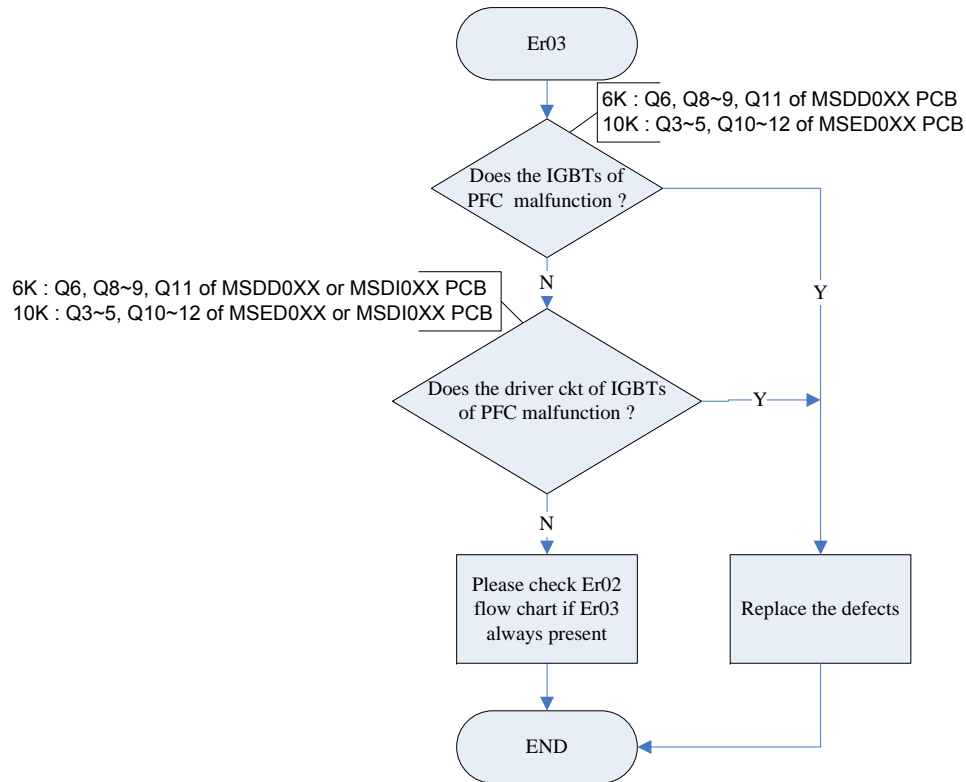 Er03
6K : Q6, Q8~9, Q11 of MSDD0XX PCB
10K : Q3~5, Q10~12 of MSED0XX PCB
Does the IGBTs of
PFC malfunction ?
N
Y
6K : Q6, Q8~9, Q11 of MSDD0XX or MSDI0XX PCB
10K : Q3~5, Q10~12 of MSED0XX or MSDI0XX PCB
Does the driver ckt of IGBTs
of PFC malfunction ?
Y
N
Please check Er02
flow chart if Er03
always present
Replace the defects
END